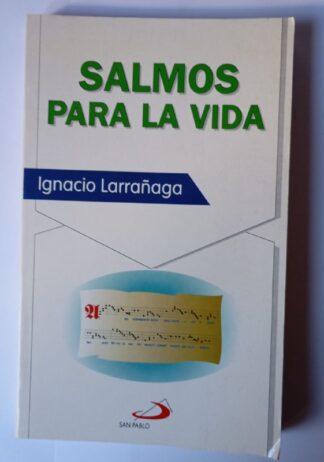 SALMOS
PARA LA VIDA
Ignacio Larrañaga
SAN PABLO